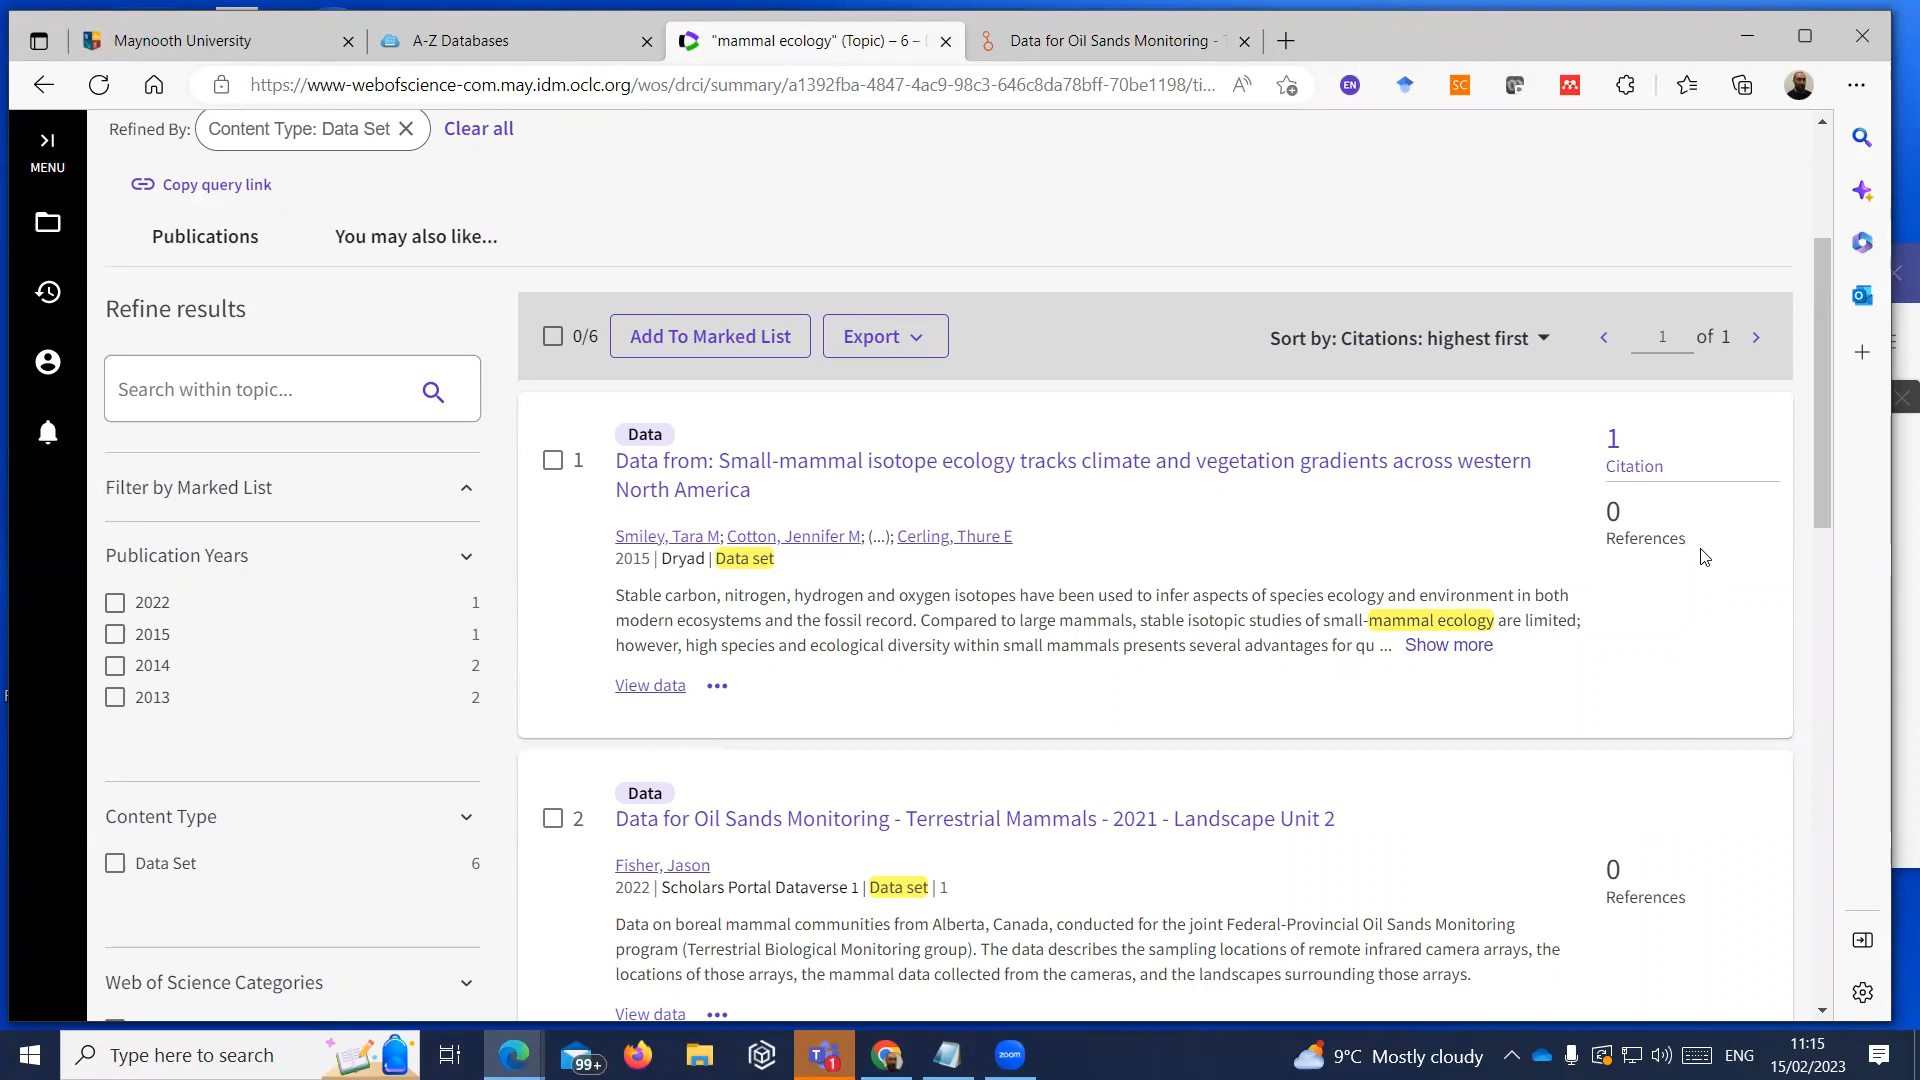 Maynooth University
A-Z Databases
"mammal ecology" (Topic) – 6 –
Data for Oil Sands Monitoring -
https://www-webofscience-com.may.idm.oclc.org/wos/drci/summary/a1392fba-4847-4ac9-98c3-646c8da78bff-70be1198/ti...
EN
SC
MENU
Refined By: Content Type: Data Set Clear all
Copy query link
Publications You may also like...
Refine results
Search within topic...
Filter by Marked List
Publication Years
2022 1
2015 1
2014 2
2013 2
Content Type
Data Set 6
Web of Science Categories
0/6 Add To Marked List Export Sort by: Citations: highest first 1 of 1
Data
1 Data from: Small-mammal isotope ecology tracks climate and vegetation gradients across western
North America
Smiley, Tara M; Cotton, Jennifer M; (...); Cerling, Thure E
2015 | Dryad | Data set
Stable carbon, nitrogen, hydrogen and oxygen isotopes have been used to infer aspects of species ecology and environment in both
modern ecosystems and the fossil record. Compared to large mammals, stable isotopic studies of small-mammal ecology are limited;
however, high species and ecological diversity within small mammals presents several advantages for qu ... Show more
View data
1
Citation
0
References
Data
2 Data for Oil Sands Monitoring - Terrestrial Mammals - 2021 - Landscape Unit 2
Fisher, Jason
2022 | Scholars Portal Dataverse 1 | Data set | 1
Data on boreal mammal communities from Alberta, Canada, conducted for the joint Federal-Provincial Oil Sands Monitoring
program (Terrestrial Biological Monitoring group). The data describes the sampling locations of remote infrared camera arrays, the
locations of those arrays, the mammal data collected from the cameras, and the landscapes surrounding those arrays.
View data
0
References
Type here to search
99+
1
zoom
9°C Mostly cloudy
ENG
11:15
15/02/2023